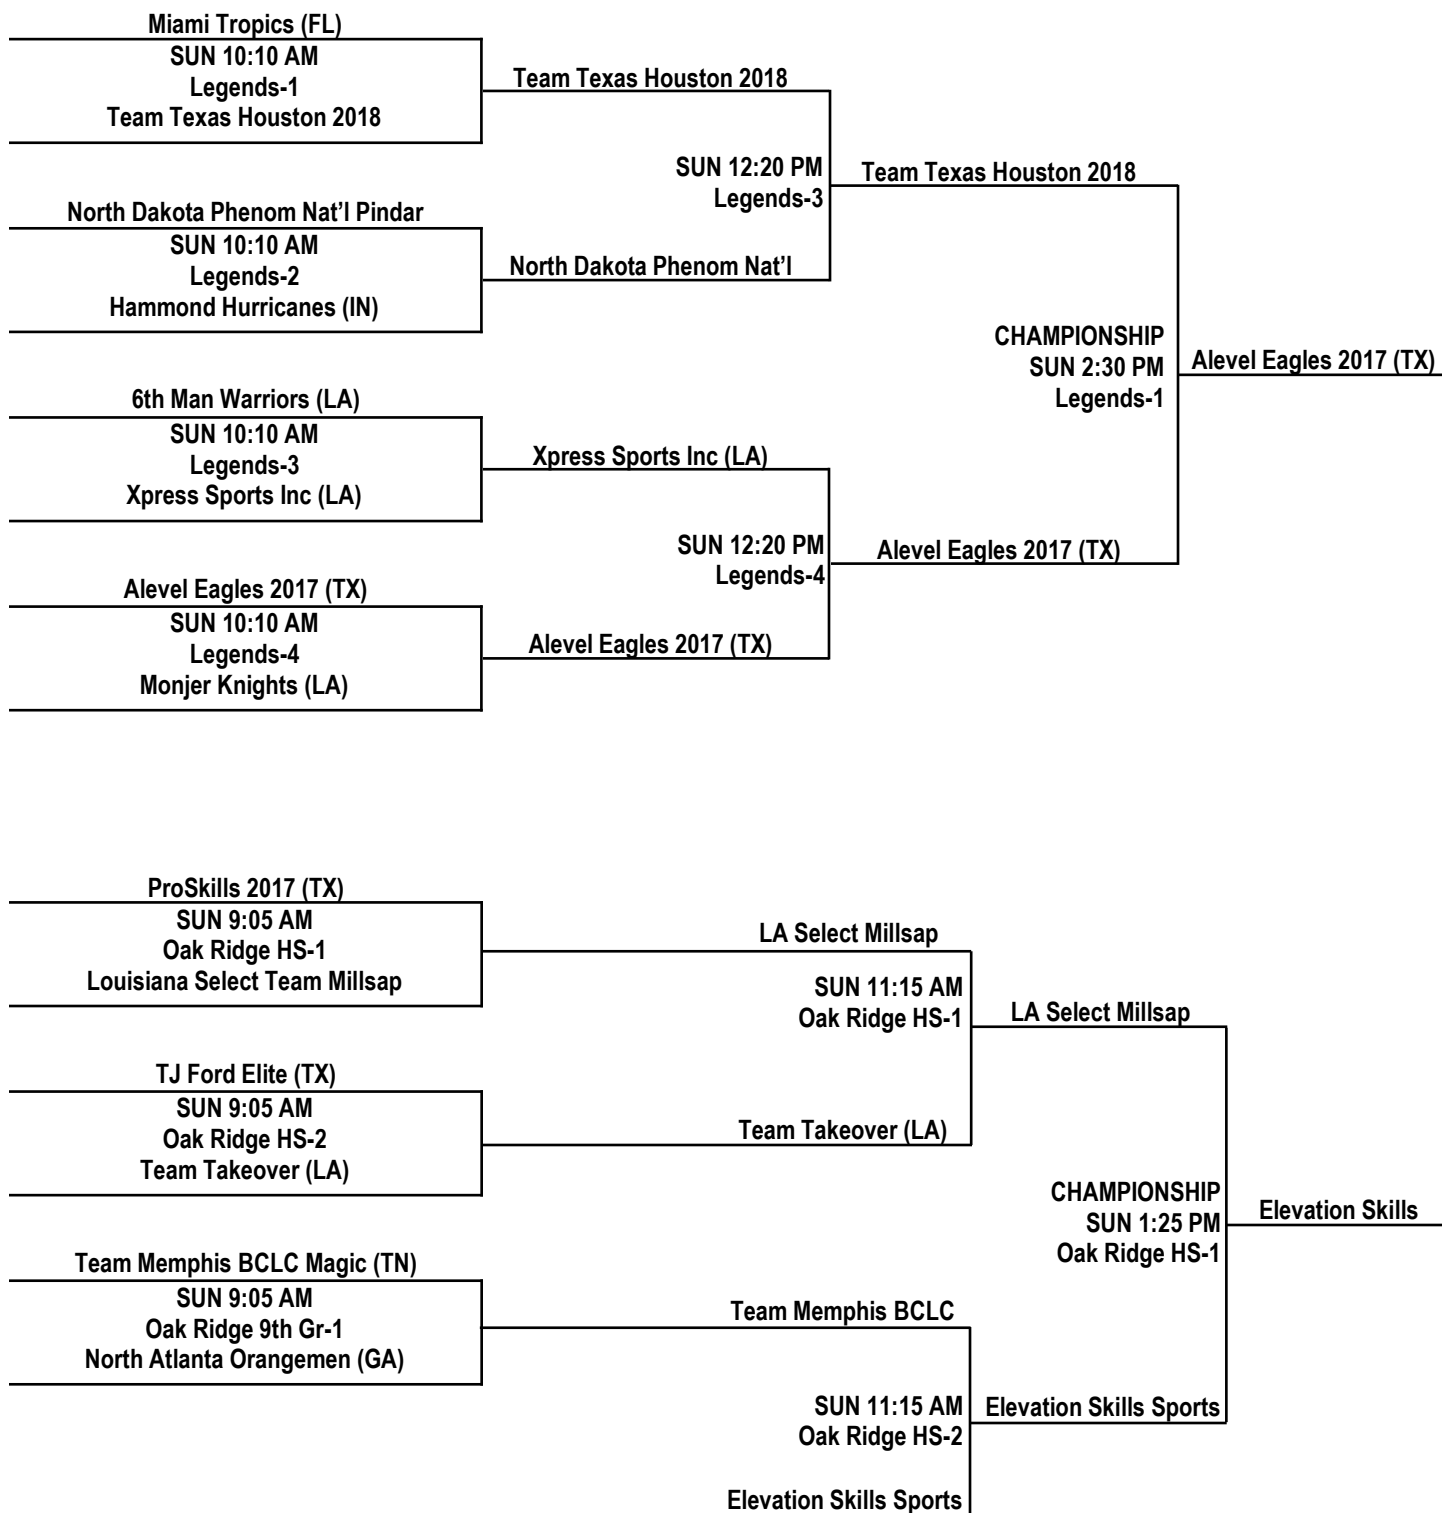 Miami Tropics (FL)
SUN 10:10 AM
Legends-1
Team Texas Houston 2018
Team Texas Houston 2018
SUN 12:20 PM
Legends-3
Team Texas Houston 2018
North Dakota Phenom Nat’l Pindar
SUN 10:10 AM
Legends-2
Hammond Hurricanes (IN)
North Dakota Phenom Nat’l
CHAMPIONSHIP
SUN 2:30 PM
Legends-1
Alevel Eagles 2017 (TX)
6th Man Warriors (LA)
SUN 10:10 AM
Legends-3
Xpress Sports Inc (LA)
Xpress Sports Inc (LA)
SUN 12:20 PM
Legends-4
Alevel Eagles 2017 (TX)
Alevel Eagles 2017 (TX)
SUN 10:10 AM
Legends-4
Monjer Knights (LA)
Alevel Eagles 2017 (TX)
ProSkills 2017 (TX)
SUN 9:05 AM
Oak Ridge HS-1
Louisiana Select Team Millsap
LA Select Millsap
SUN 11:15 AM
Oak Ridge HS-1
LA Select Millsap
TJ Ford Elite (TX)
SUN 9:05 AM
Oak Ridge HS-2
Team Takeover (LA)
Team Takeover (LA)
CHAMPIONSHIP
SUN 1:25 PM
Oak Ridge HS-1
Elevation Skills
Team Memphis BCLC Magic (TN)
SUN 9:05 AM
Oak Ridge 9th Gr-1
North Atlanta Orangemen (GA)
Team Memphis BCLC
SUN 11:15 AM
Oak Ridge HS-2
Elevation Skills Sports
Elevation Skills Sports